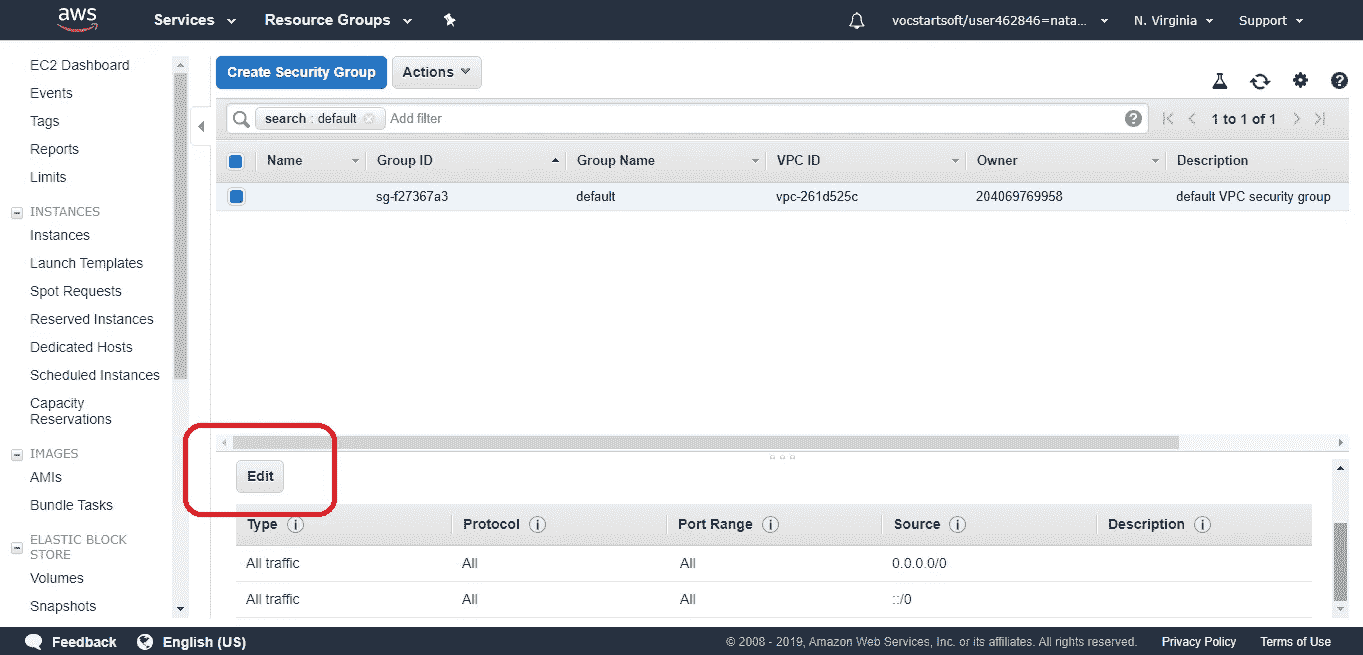 aws Services Resource Groups vocstartsoft/user462846=nata... N. Virginia Support
EC2 Dashboard
Events
Tags
Reports
Limits
INSTANCES
Instances
Launch Templates
Spot Requests
Reserved Instances
Dedicated Hosts
Scheduled Instances
Capacity
Reservations
IMAGES
AMIs
Bundle Tasks
ELASTIC BLOCK
STORE
Volumes
Snapshots
Create Security Group Actions
search : default Add filter 1 to 1 of 1
Name Group ID Group Name VPC ID Owner Description
sg-f27367a3 default vpc-261d525c 204069769958 default VPC security group
Edit
Type Protocol Port Range Source Description
All traffic All All 0.0.0.0/0
All traffic All All ::/0
Feedback English (US) © 2008 - 2019, Amazon Web Services, Inc. or its affiliates. All rights reserved. Privacy Policy Terms of Use